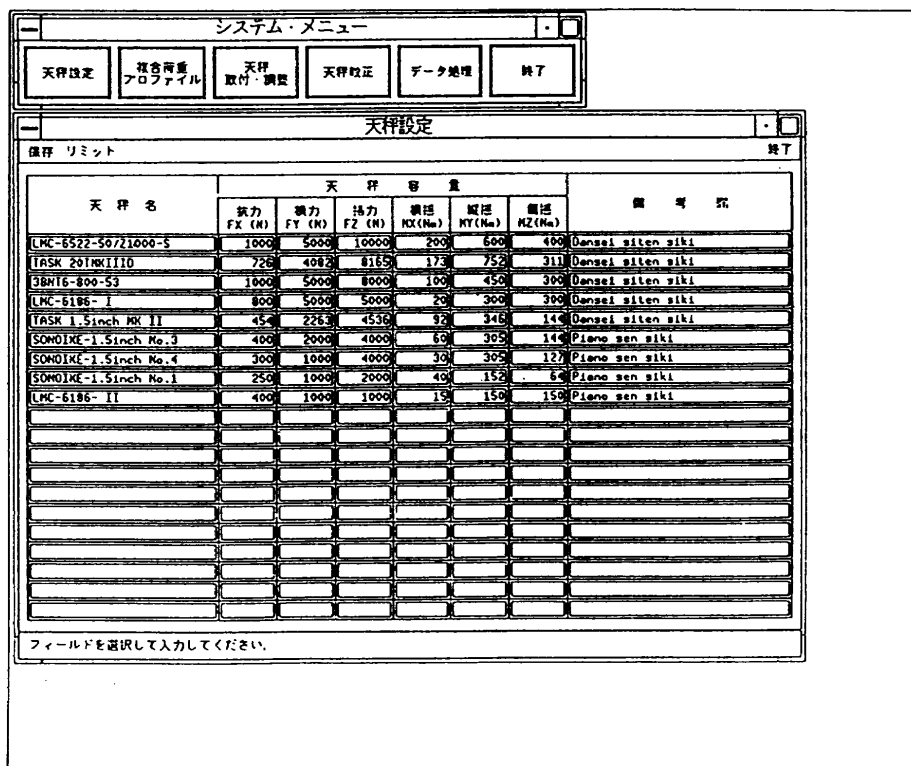 システム・メニュー
天秤設定 複合荷重 天秤 天秤較正 データ処理 終了
プロファイル 取付・調整
天秤設定
保存 リミット 終了
天 秤 容 量
天 秤 名 抗力 横力 揚力 横揺 縦揺 偏揺 備 考 欄
FX (N) FY (N) FZ (N) MX(Nm) MY(Nm) MZ(Nm)
LMC-6522-50/Z1000-S 1000 5000 10000 200 600 400 Dansei siten siki
TASK 20INKIIID 726 4082 8165 173 752 311 Dansei siten siki
1000 5000 8000 100 450 300 Dansei siten siki
LMC-6186- I 800 5000 5000 20 300 300 Dansei siten siki
TASK 1.5inch MK II 454 2263 4536 92 346 144 Dansei siten siki
SOMOIKE-1.5inch No.3 400 2000 4000 60 305 144 Piano sen siki
SOMOIKE-1.5inch No.4 300 1000 4000 30 305 127 Piano sen siki
SOMOIKE-1.5inch No.1 250 1000 2000 40 152 64 Piano sen siki
LMC-6186- II 400 1000 1000 15 150 150 Piano sen siki
フィールドを選択して入力してください.